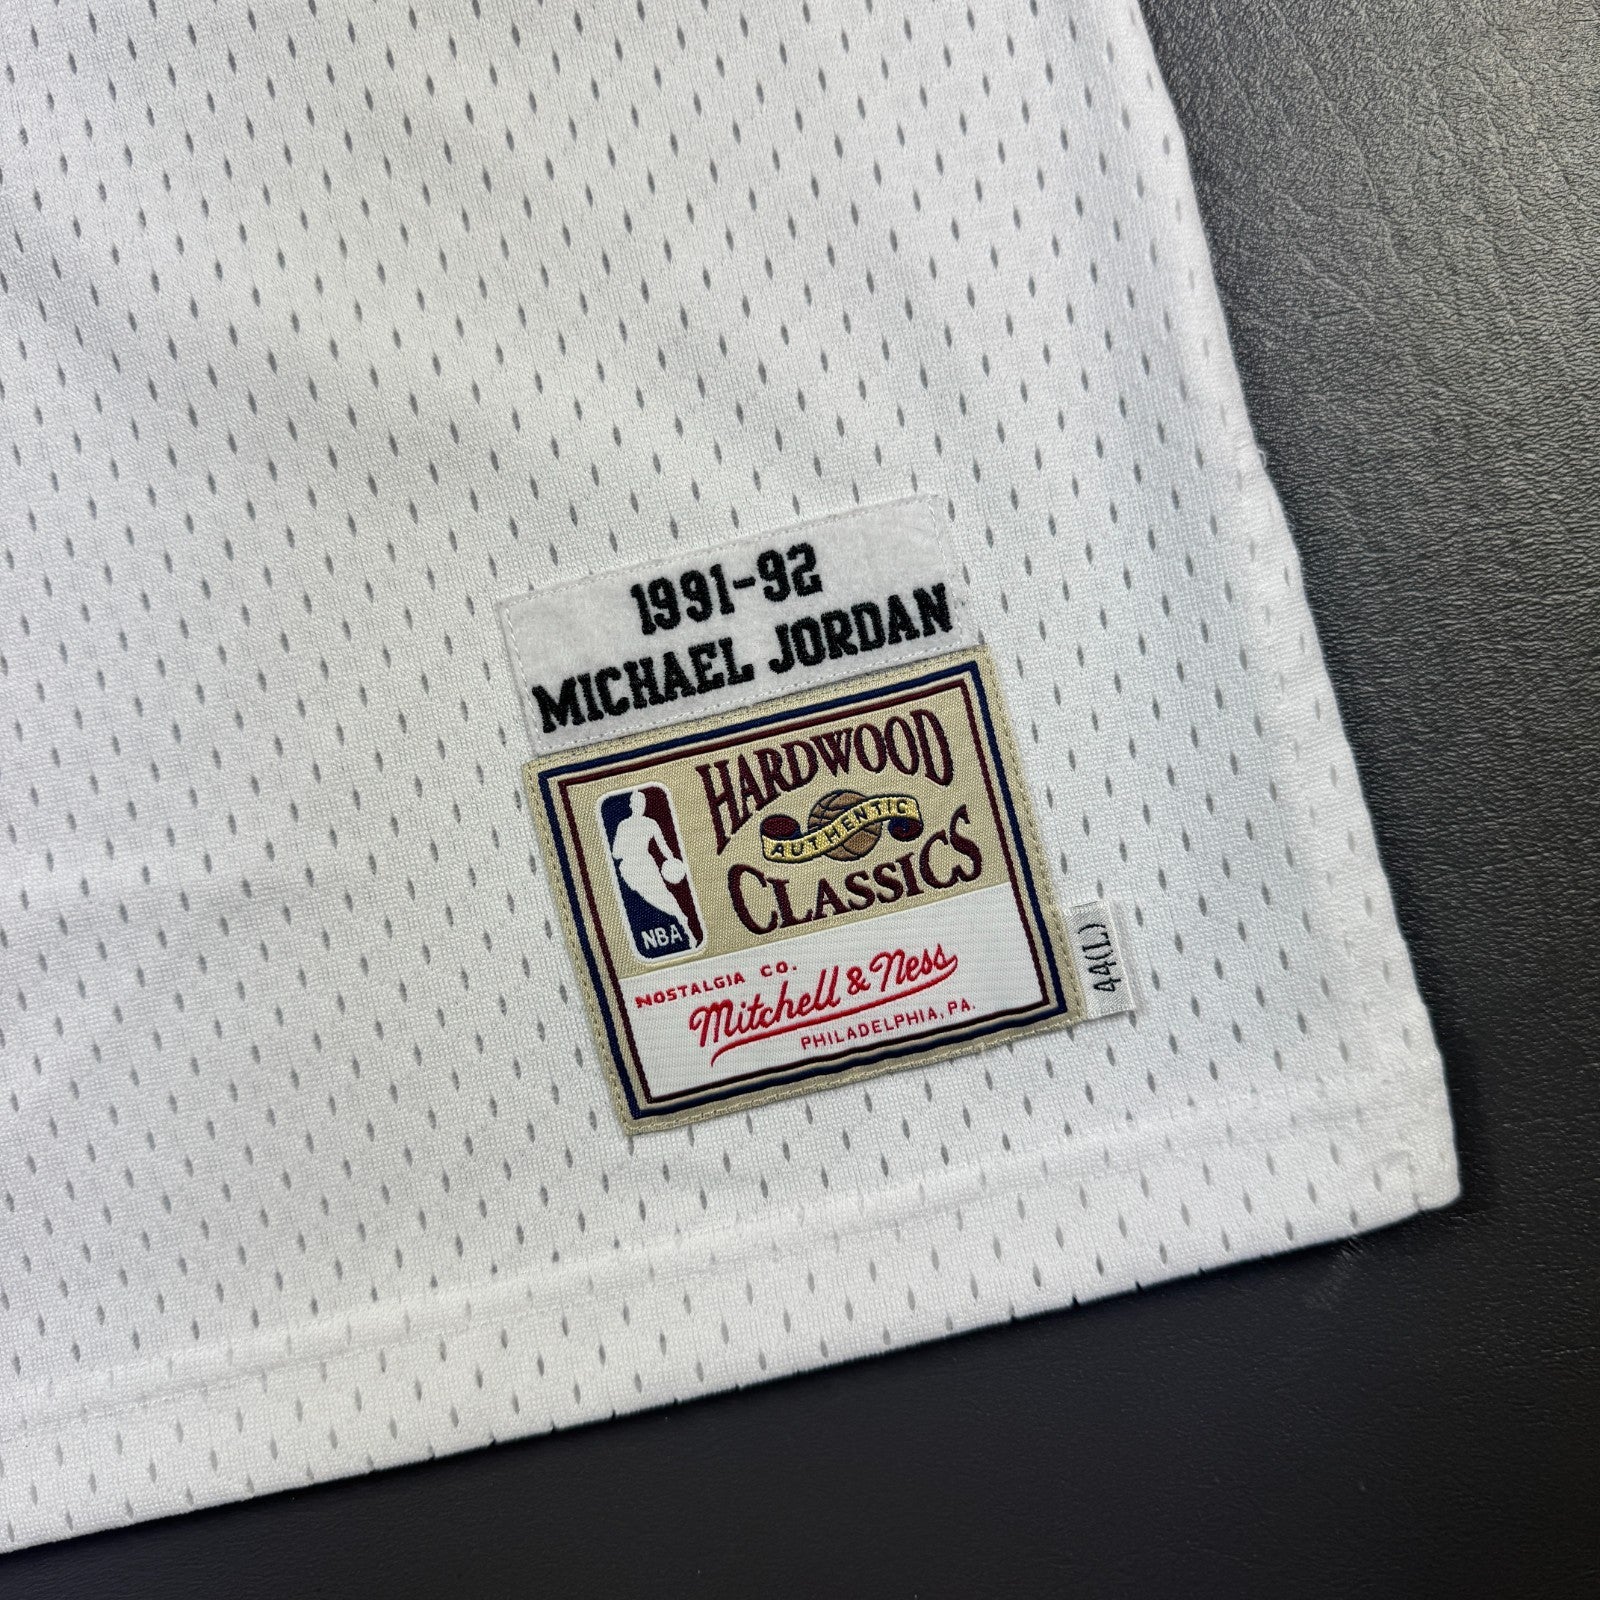 1991-92
MICHAEL JORDAN
HARDWOOD
AUTHENTIC
CLASSICS
NBA
NOSTALGIA CO.
Mitchell & Ness
PHILADELPHIA, PA.
44(L)